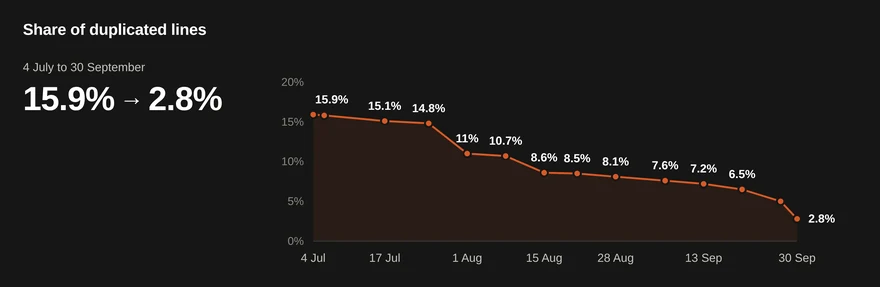 Share of duplicated lines
4 July to 30 September
15.9% → 2.8%
20%
15%
10%
5%
0%
15.9%
15.1%
14.8%
11%
10.7%
8.6%
8.5%
8.1%
7.6%
7.2%
6.5%
2.8%
4 Jul
17 Jul
1 Aug
15 Aug
28 Aug
13 Sep
30 Sep